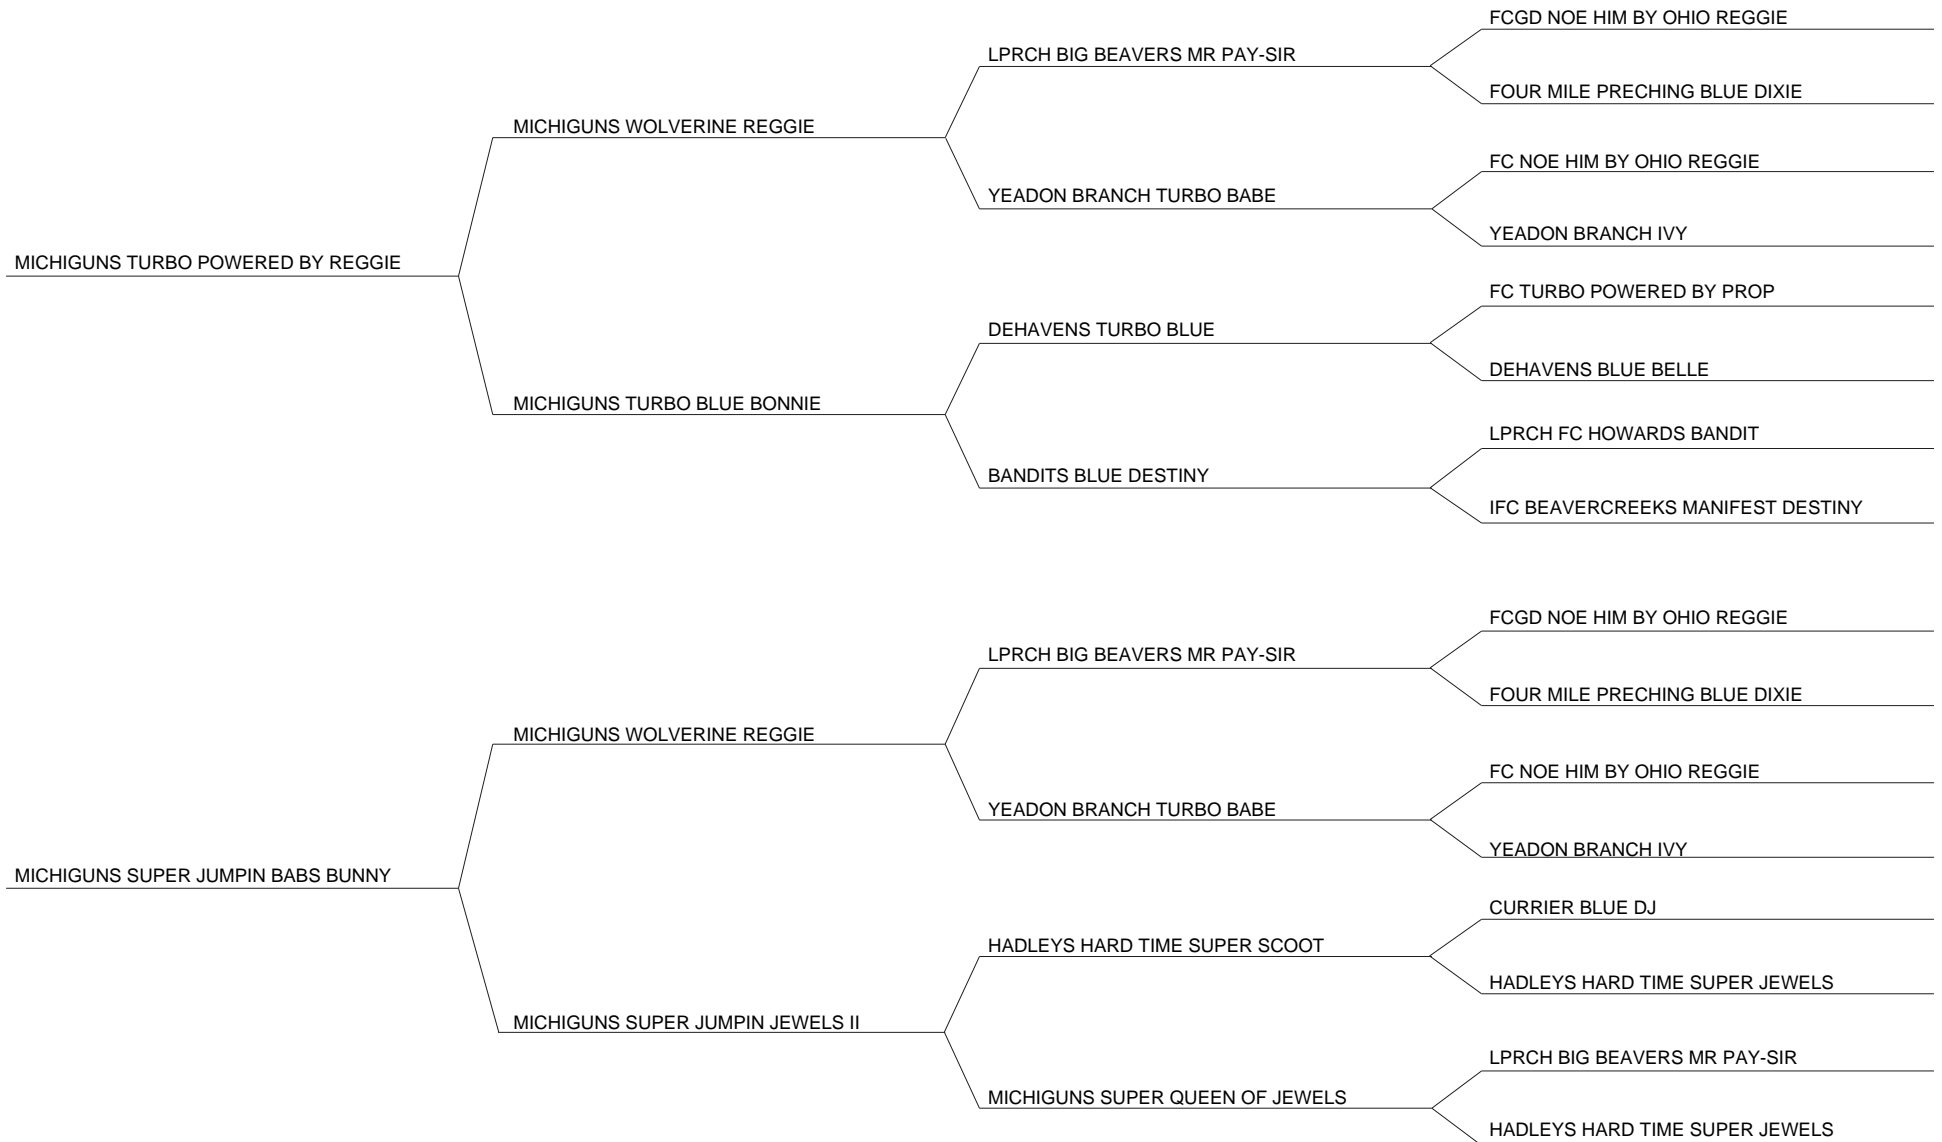 FCGD NOE HIM BY OHIO REGGIE
LPRCH BIG BEAVERS MR PAY-SIR
FOUR MILE PRECHING BLUE DIXIE
MICHIGUNS WOLVERINE REGGIE
FC NOE HIM BY OHIO REGGIE
YEADON BRANCH TURBO BABE
YEADON BRANCH IVY
MICHIGUNS TURBO POWERED BY REGGIE
FC TURBO POWERED BY PROP
DEHAVENS TURBO BLUE
DEHAVENS BLUE BELLE
MICHIGUNS TURBO BLUE BONNIE
LPRCH FC HOWARDS BANDIT
BANDITS BLUE DESTINY
IFC BEAVERCREEKS MANIFEST DESTINY
FCGD NOE HIM BY OHIO REGGIE
LPRCH BIG BEAVERS MR PAY-SIR
FOUR MILE PRECHING BLUE DIXIE
MICHIGUNS WOLVERINE REGGIE
FC NOE HIM BY OHIO REGGIE
YEADON BRANCH TURBO BABE
YEADON BRANCH IVY
MICHIGUNS SUPER JUMPIN BABS BUNNY
CURRIER BLUE DJ
HADLEYS HARD TIME SUPER SCOOT
HADLEYS HARD TIME SUPER JEWELS
MICHIGUNS SUPER JUMPIN JEWELS II
LPRCH BIG BEAVERS MR PAY-SIR
MICHIGUNS SUPER QUEEN OF JEWELS
HADLEYS HARD TIME SUPER JEWELS